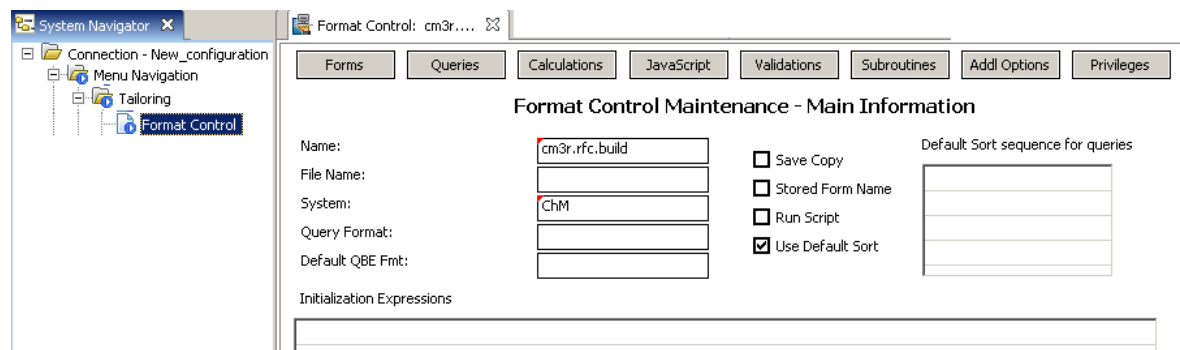 System Navigator
Format Control: cm3r....
Connection - New_configuration
Menu Navigation
Tailoring
Format Control
Forms Queries Calculations JavaScript Validations Subroutines Addl Options Privileges
Format Control Maintenance - Main Information
Name: cm3r.rfc.build
File Name:
System: ChM
Query Format:
Default QBE Fmt:
Save Copy
Stored Form Name
Run Script
Use Default Sort
Default Sort sequence for queries
Initialization Expressions